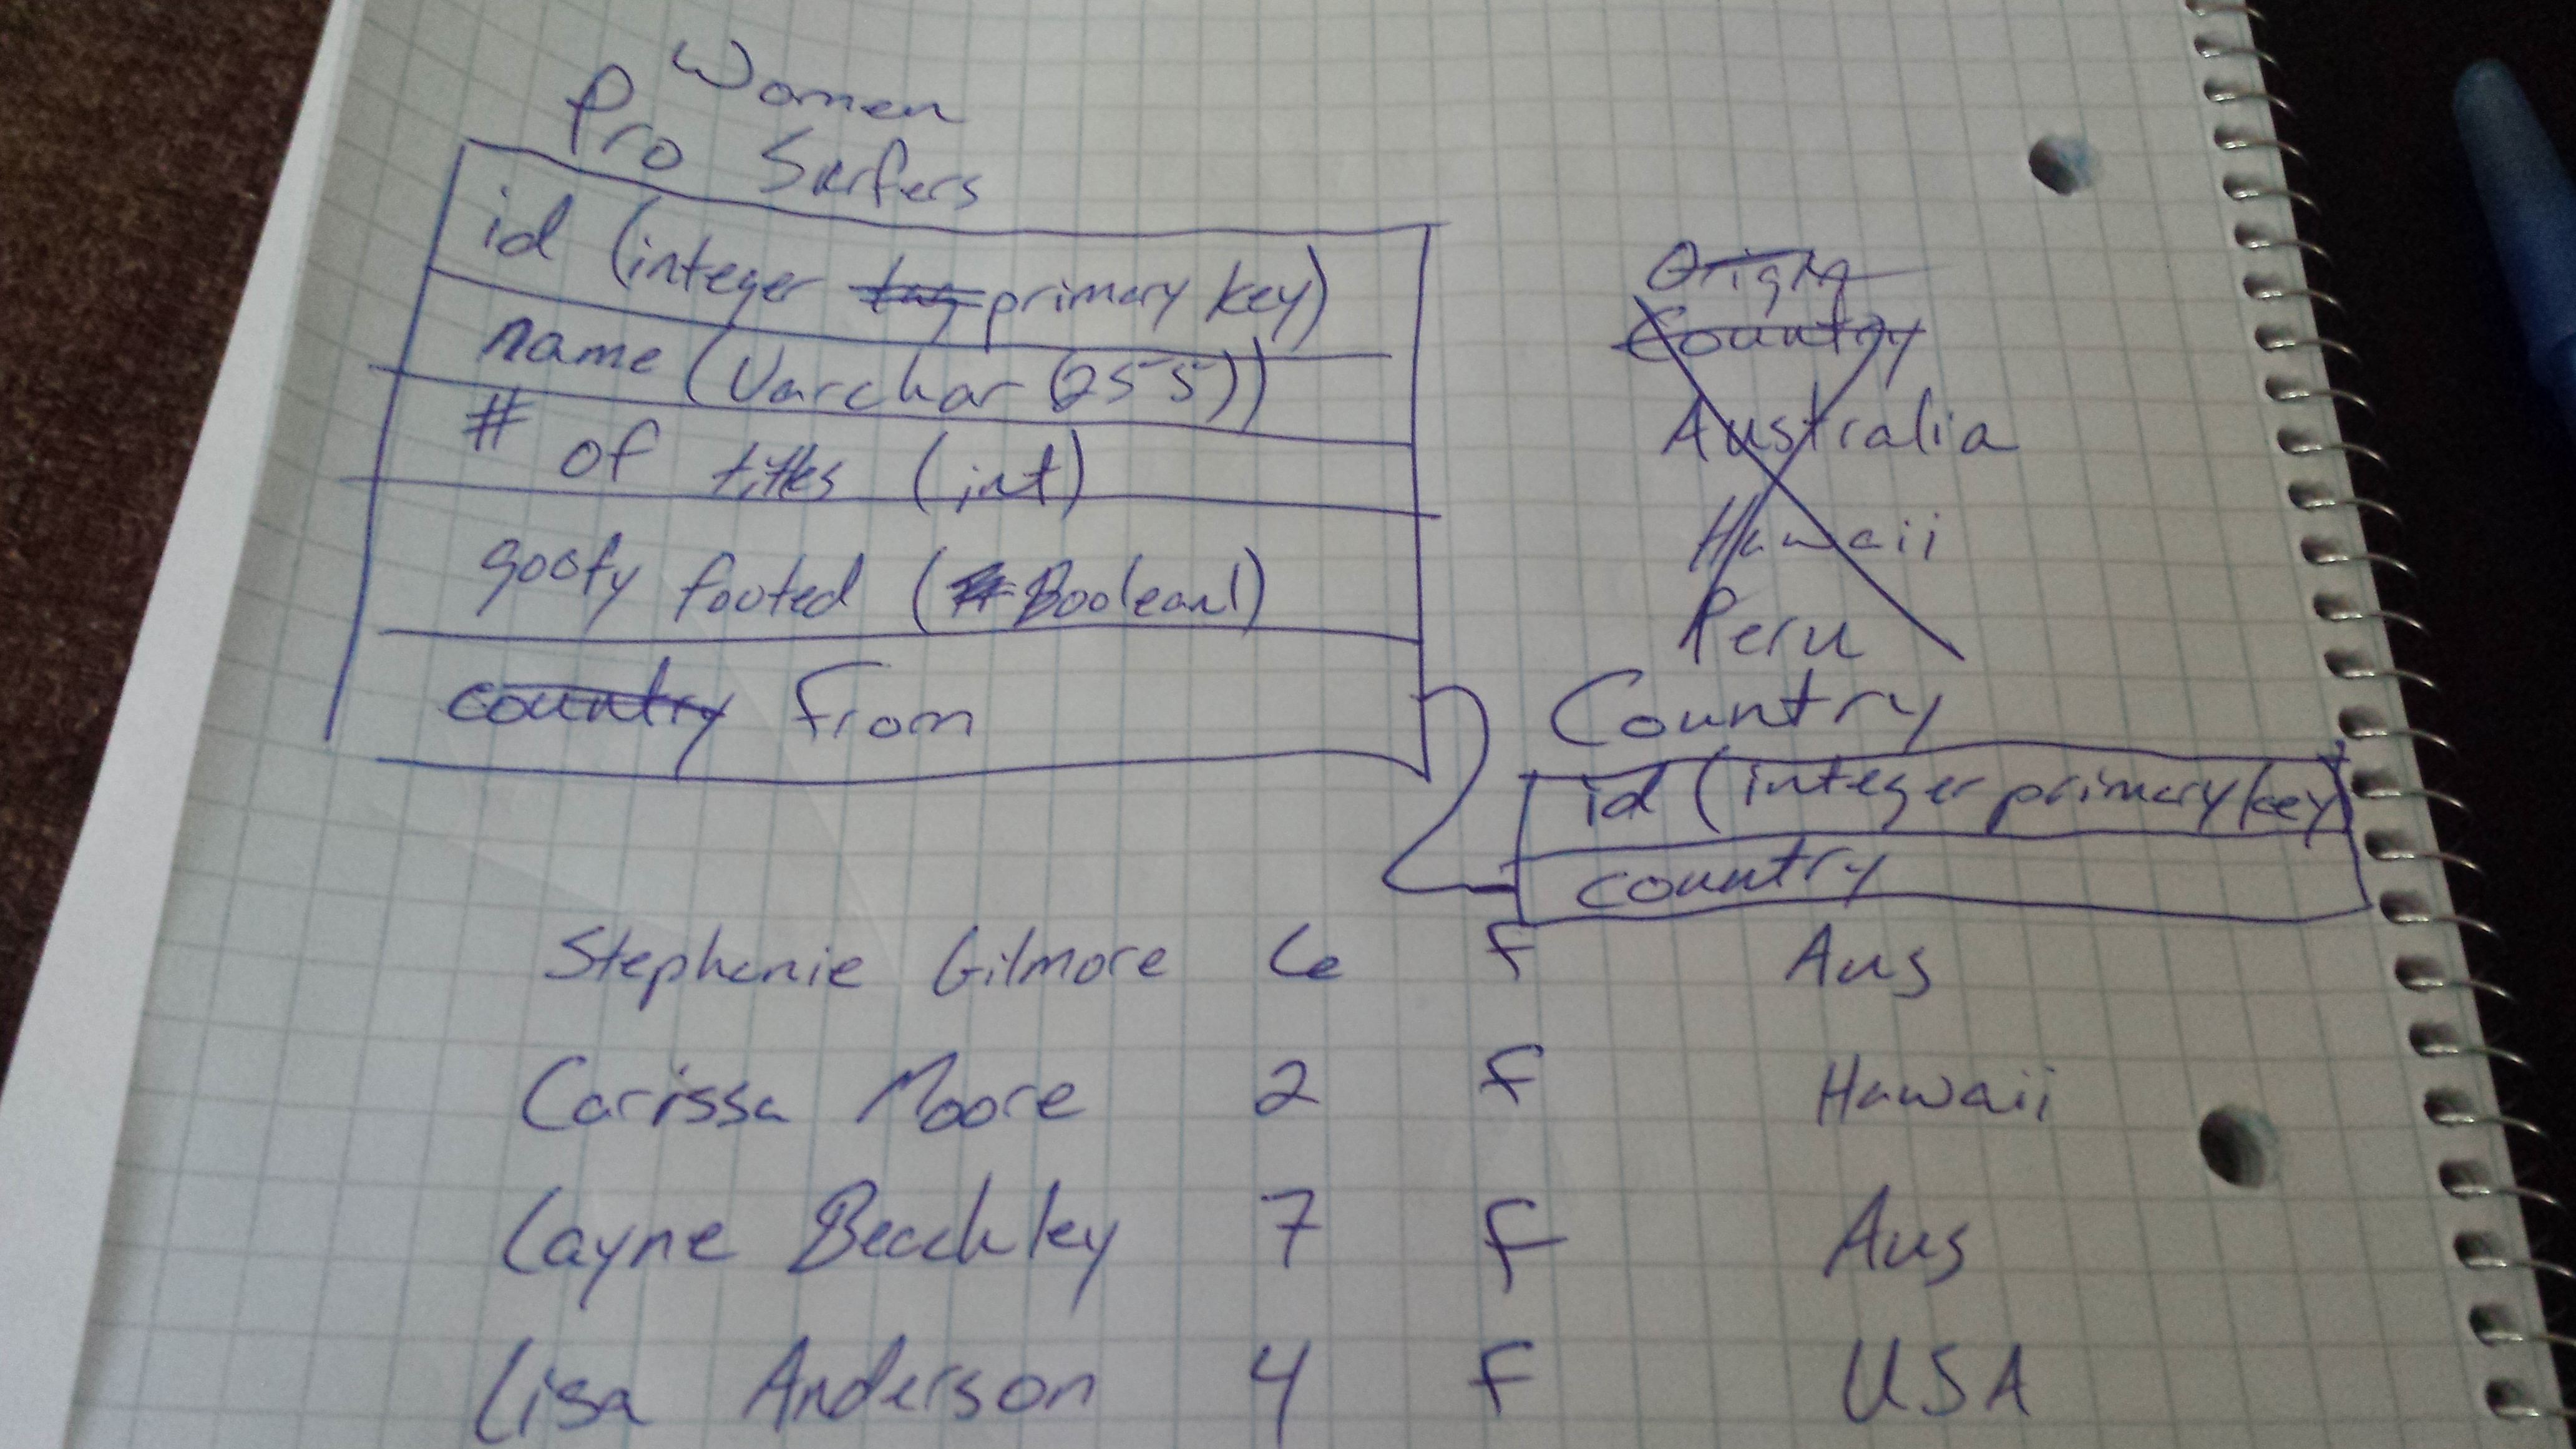 Women
Pro Surfers
id (integer primary key)
name (Varchar (255))
# of titles (int)
goofy footed (Boolean)
country from
Origin
Country
Australia
Hawaii
Peru
Country
id (integer primary key)
country
Stephanie Gilmore 6 F Aus
Carissa Moore 2 F Hawaii
Layne Beachley 7 F Aus
Lisa Anderson 4 F USA